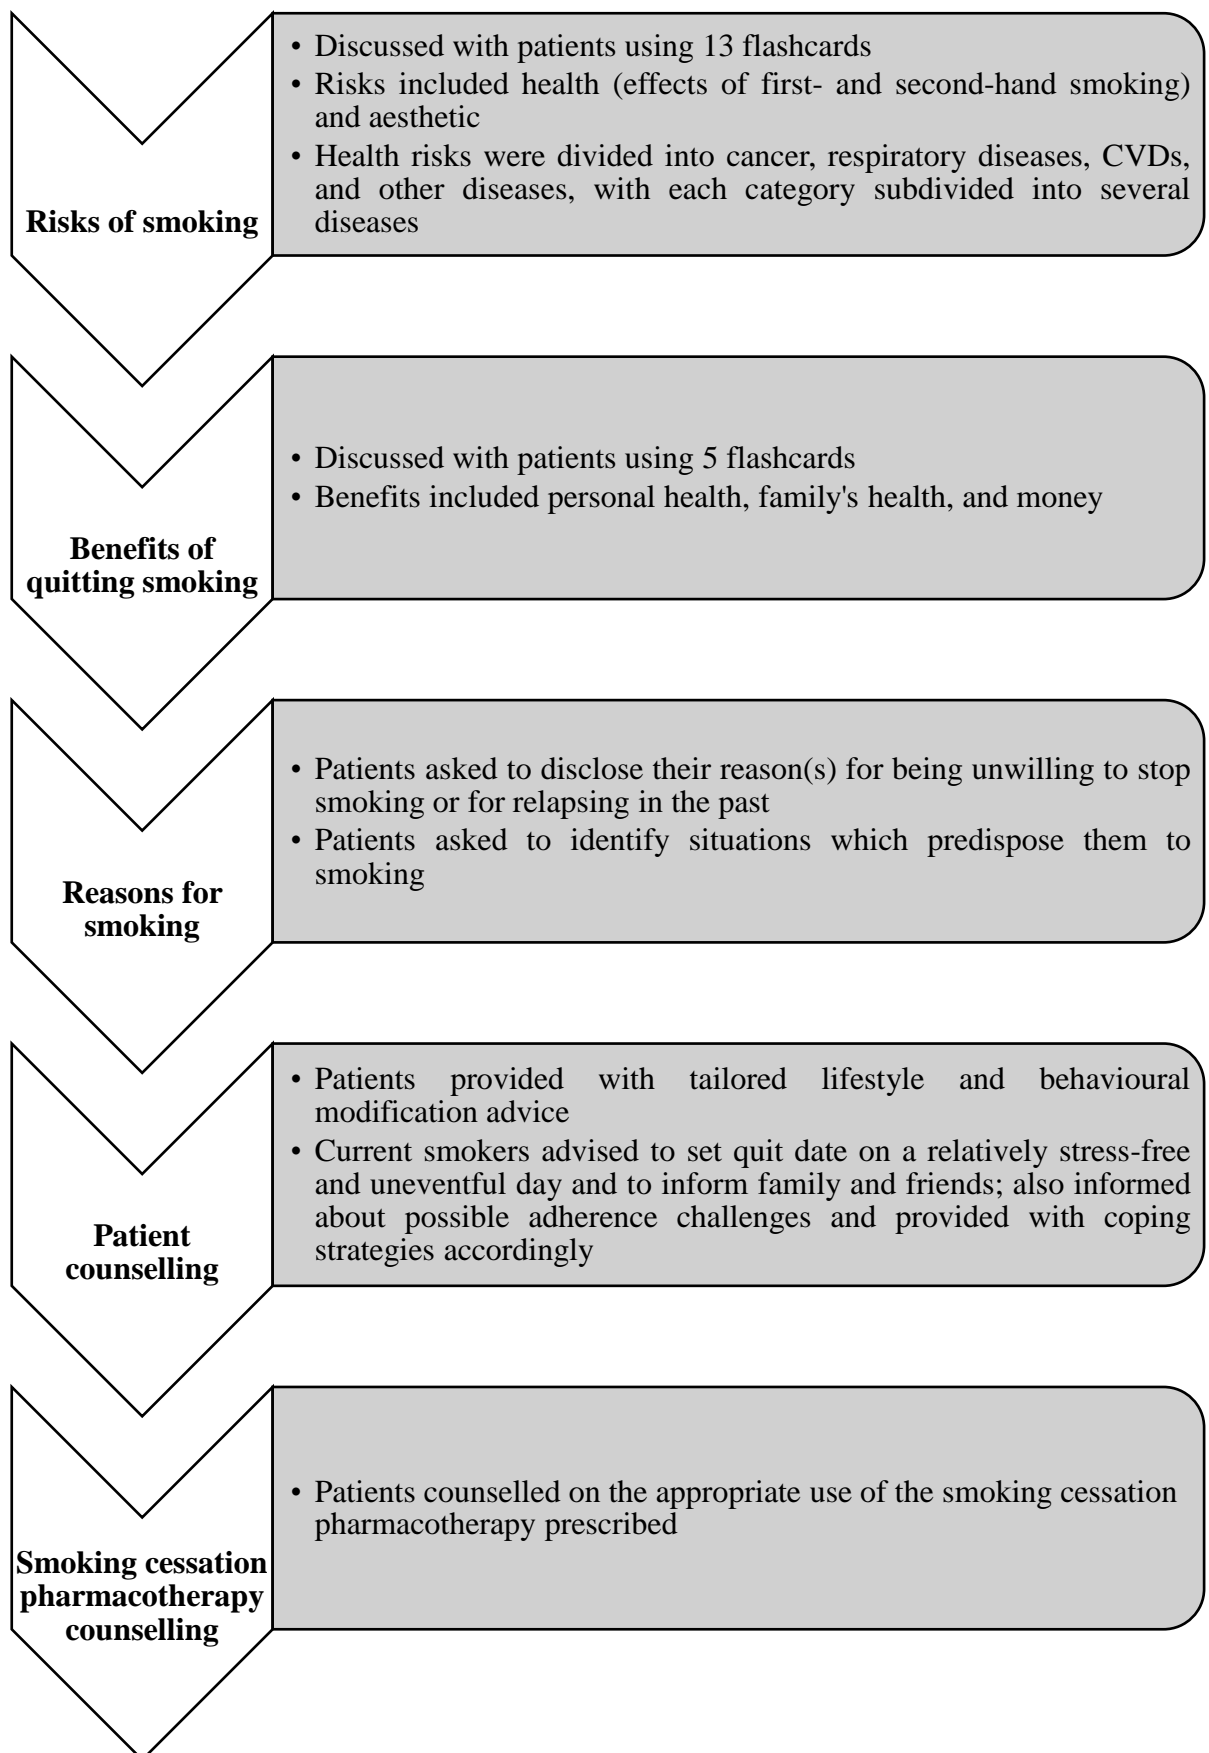 Risks of smoking
• Discussed with patients using 13 flashcards
• Risks included health (effects of first- and second-hand smoking)
and aesthetic
• Health risks were divided into cancer, respiratory diseases, CVDs,
and other diseases, with each category subdivided into several
diseases
Benefits of
quitting smoking
• Discussed with patients using 5 flashcards
• Benefits included personal health, family's health, and money
Reasons for
smoking
• Patients asked to disclose their reason(s) for being unwilling to stop
smoking or for relapsing in the past
• Patients asked to identify situations which predispose them to
smoking
Patient
counselling
• Patients provided with tailored lifestyle and behavioural
modification advice
• Current smokers advised to set quit date on a relatively stress-free
and uneventful day and to inform family and friends; also informed
about possible adherence challenges and provided with coping
strategies accordingly
Smoking cessation
pharmacotherapy
counselling
• Patients counselled on the appropriate use of the smoking cessation
pharmacotherapy prescribed